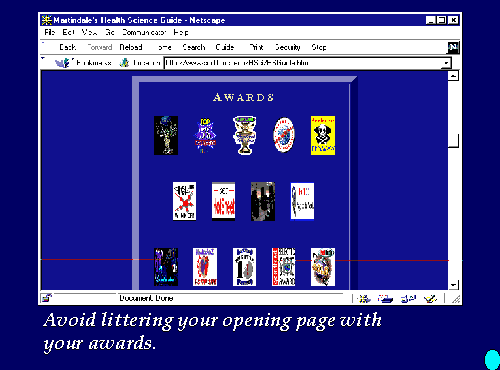 Martindale's Health Science Guide - Netscape
File Edit View Go Communicator Help
Back Forward Reload Home Search Guide Print Security Stop
Bookmarks Location:
AWARDS
Document: Done
Avoid littering your opening page with
your awards.